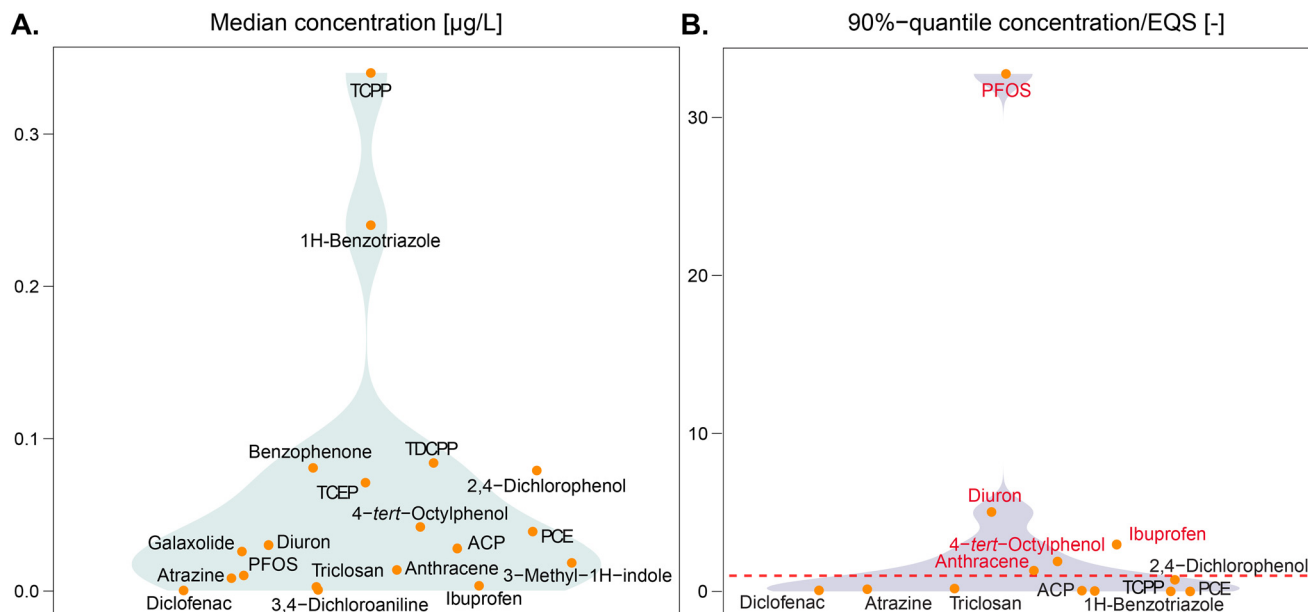 A.
Median concentration [µg/L]
0.3
0.2
0.1
0.0
TCPP
1H-Benzotriazole
Benzophenone
TDCPP
TCEP
2,4−Dichlorophenol
4−tert−Octylphenol
Galaxolide
Diuron
ACP
PCE
Atrazine
PFOS
Triclosan
Anthracene
3−Methyl−1H−indole
Diclofenac
3,4−Dichloroaniline
Ibuprofen
B.
90%−quantile concentration/EQS [-]
30
20
10
0
PFOS
Diuron
Ibuprofen
4−tert−Octylphenol
Anthracene
2,4−Dichlorophenol
Diclofenac
Atrazine
Triclosan
ACP
TCPP
PCE
1H−Benzotriazole